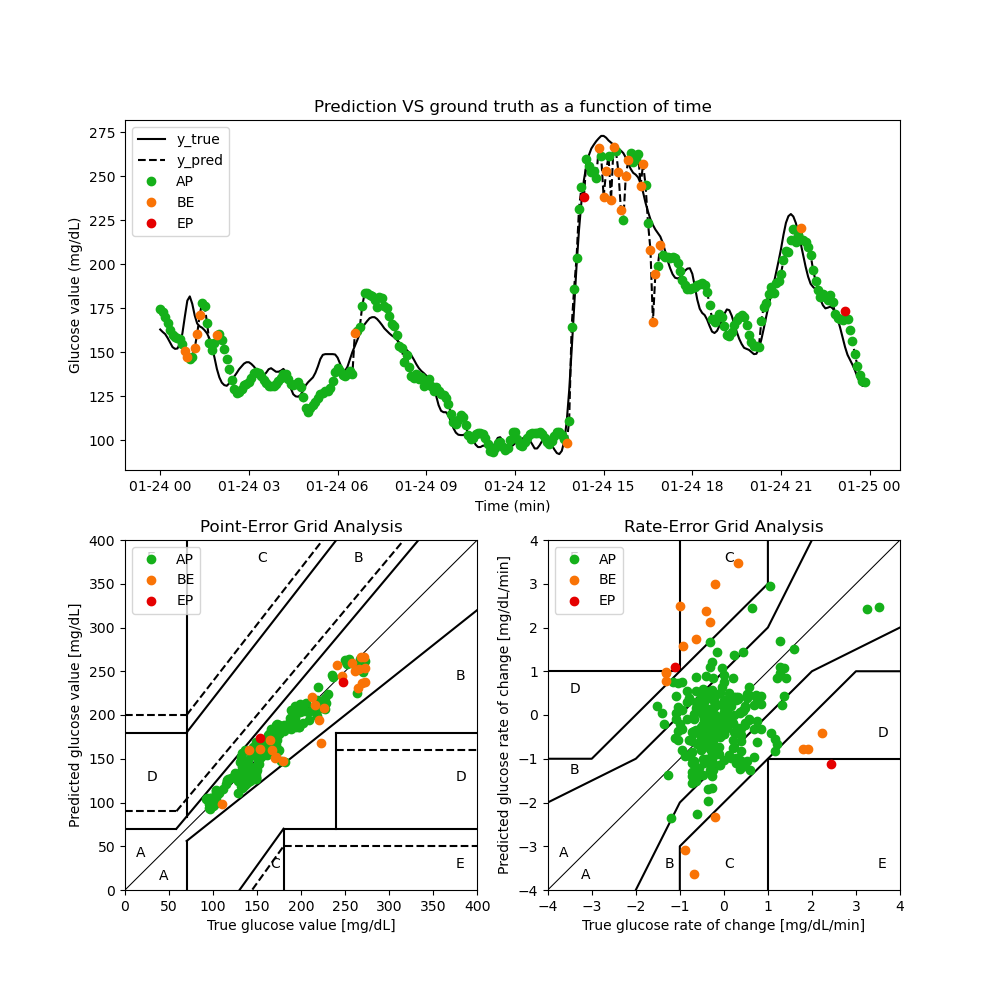 Prediction VS ground truth as a function of time
Glucose value (mg/dL)
275
250
225
200
175
150
125
100
y_true
y_pred
AP
BE
EP
01-24 00 01-24 03 01-24 06 01-24 09 01-24 12 01-24 15 01-24 18 01-24 21 01-25 00
Time (min)
Point-Error Grid Analysis
Predicted glucose value [mg/dL]
400
350
300
250
200
150
100
50
0
AP
BE
EP
C
B
B
D
D
A
A
C
E
0 50 100 150 200 250 300 350 400
True glucose value [mg/dL]
Rate-Error Grid Analysis
Predicted glucose rate of change [mg/dL/min]
4
3
2
1
0
−1
−2
−3
−4
AP
BE
EP
C
D
D
B
A
A
B
C
E
−4 −3 −2 −1 0 1 2 3 4
True glucose rate of change [mg/dL/min]